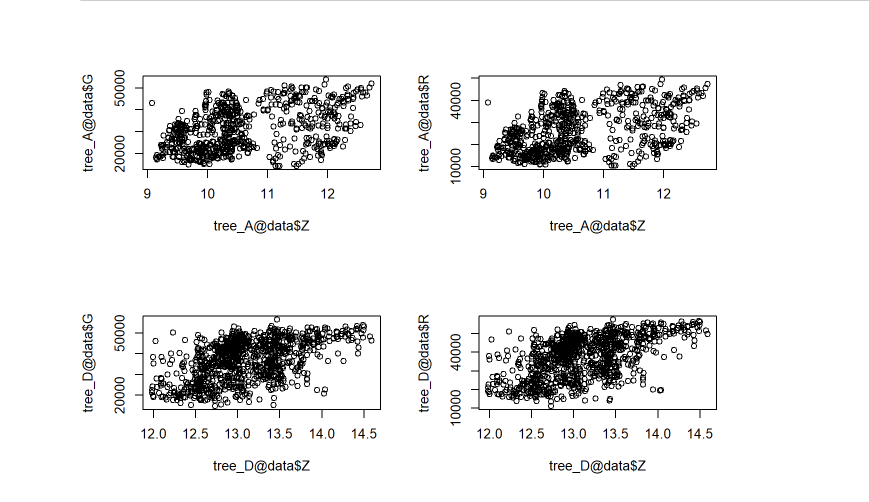 tree_A@data$G
20000 50000
9 10 11 12
tree_A@data$Z
tree_A@data$R
10000 40000
9 10 11 12
tree_A@data$Z
tree_D@data$G
20000 50000
12.0 12.5 13.0 13.5 14.0 14.5
tree_D@data$Z
tree_D@data$R
10000 40000
12.0 12.5 13.0 13.5 14.0 14.5
tree_D@data$Z